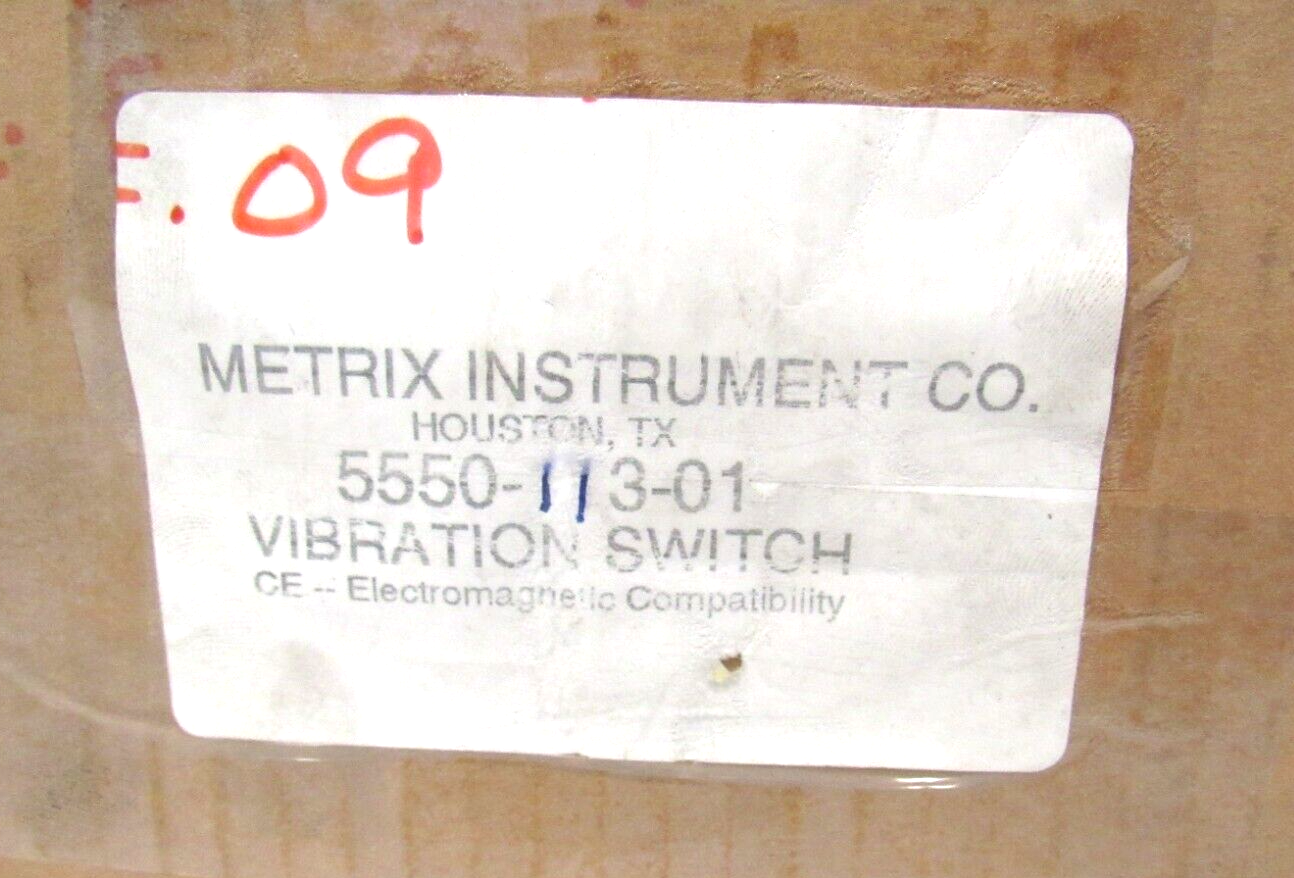 =. 09
METRIX INSTRUMENT CO.
HOUSTON, TX
5550-113-01
VIBRATION SWITCH
CE -- Electromagnetic Compatibility